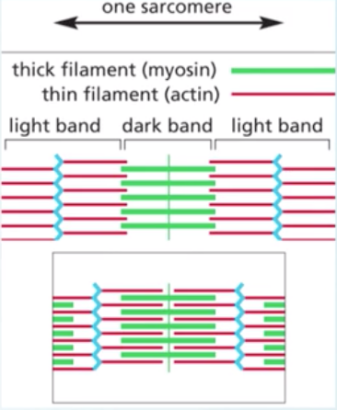 one sarcomere
thick filament (myosin)
thin filament (actin)
light band dark band light band